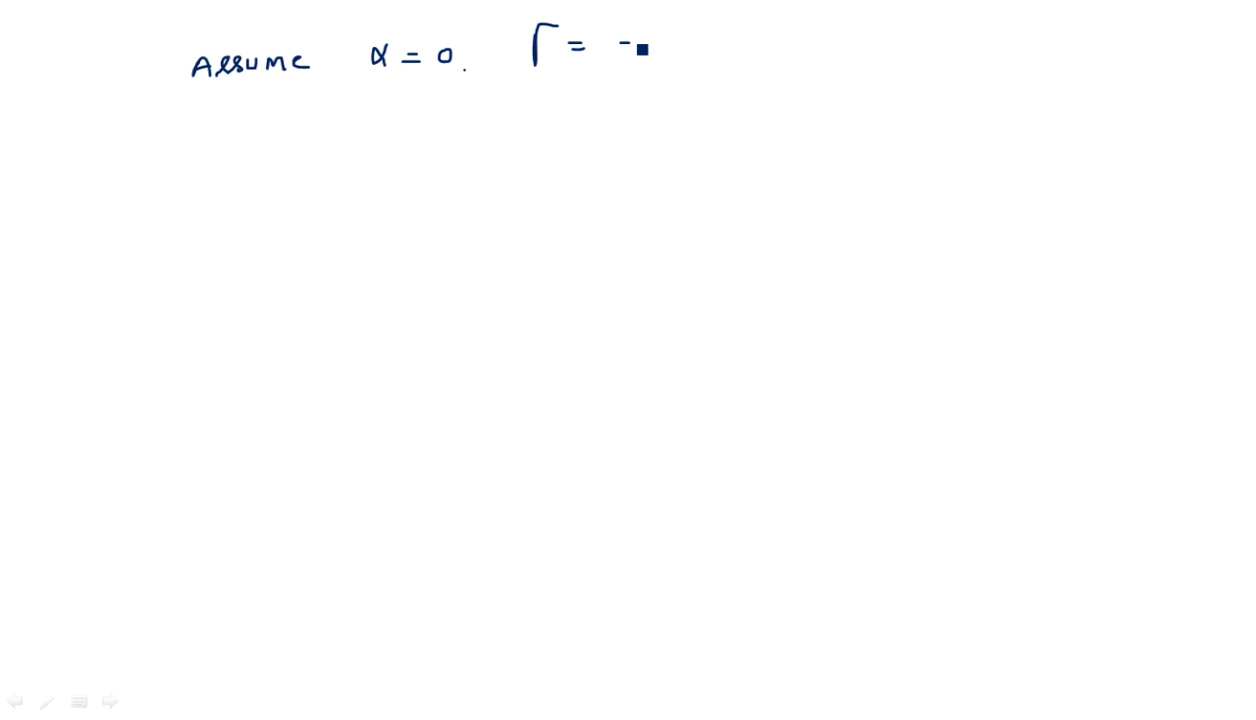 Assume α = 0. Γ = -